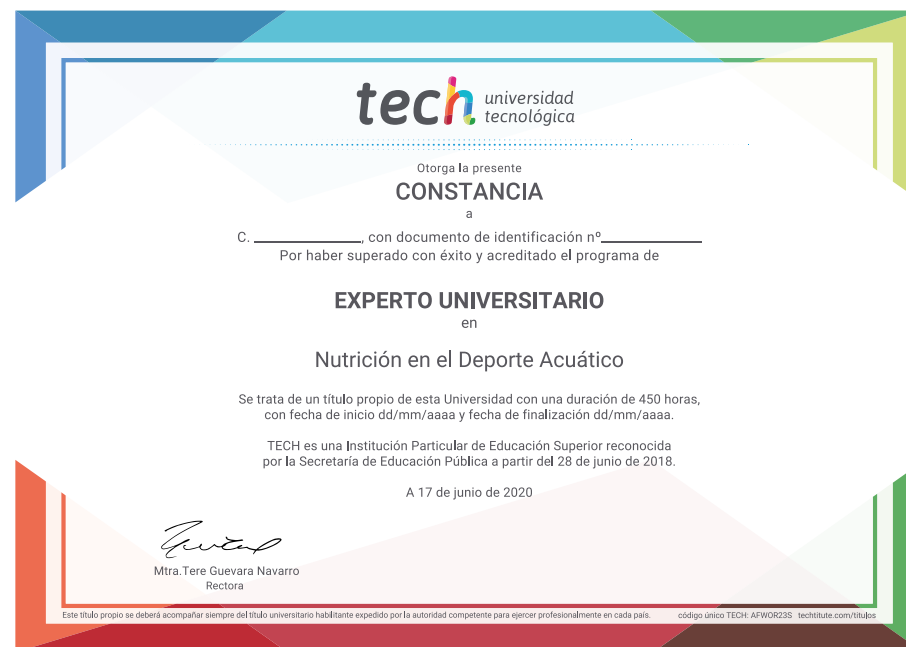 tech universidad
tecnológica
Otorga la presente
CONSTANCIA
a
C. ______________, con documento de identificación nº______________
Por haber superado con éxito y acreditado el programa de
EXPERTO UNIVERSITARIO
en
Nutrición en el Deporte Acuático
Se trata de un título propio de esta Universidad con una duración de 450 horas,
con fecha de inicio dd/mm/aaaa y fecha de finalización dd/mm/aaaa.
TECH es una Institución Particular de Educación Superior reconocida
por la Secretaría de Educación Pública a partir del 28 de junio de 2018.
A 17 de junio de 2020
Mtra.Tere Guevara Navarro
Rectora
Este título propio se deberá acompañar siempre del título universitario habilitante expedido por la autoridad competente para ejercer profesionalmente en cada país. código único TECH: AFWOR23S techtitute.com/titulos